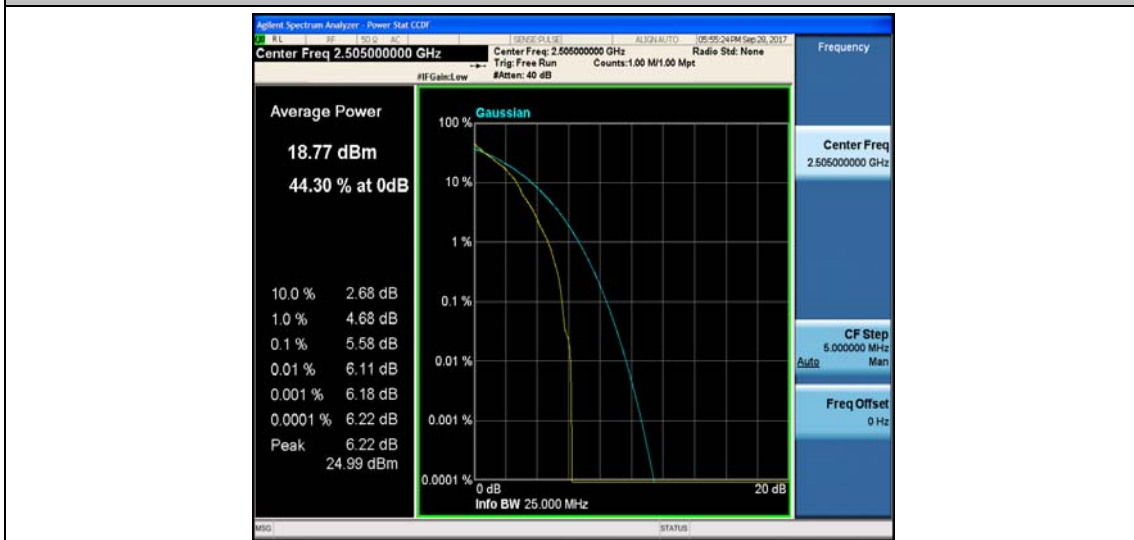 Agilent Spectrum Analyzer - Power Stat CCDF
RL RF 50 Ω AC SENSE:PULSE ALIGNAUTO 05:55:24 PM Sep 20, 2017
Center Freq 2.505000000 GHz
Center Freq: 2.505000000 GHz Radio Std: None
Trig: Free Run Counts:1.00 M/1.00 Mpt
#IFGain:Low #Atten: 40 dB
Frequency
Average Power
18.77 dBm
44.30 % at 0dB
10.0 % 2.68 dB
1.0 % 4.68 dB
0.1 % 5.58 dB
0.01 % 6.11 dB
0.001 % 6.18 dB
0.0001 % 6.22 dB
Peak 6.22 dB
24.99 dBm
Gaussian
100 %
10 %
1 %
0.1 %
0.01 %
0.001 %
0.0001 %
0 dB 20 dB
Info BW 25.000 MHz
Center Freq
2.505000000 GHz
CF Step
5.000000 MHz
Auto Man
Freq Offset
0 Hz
MSG STATUS